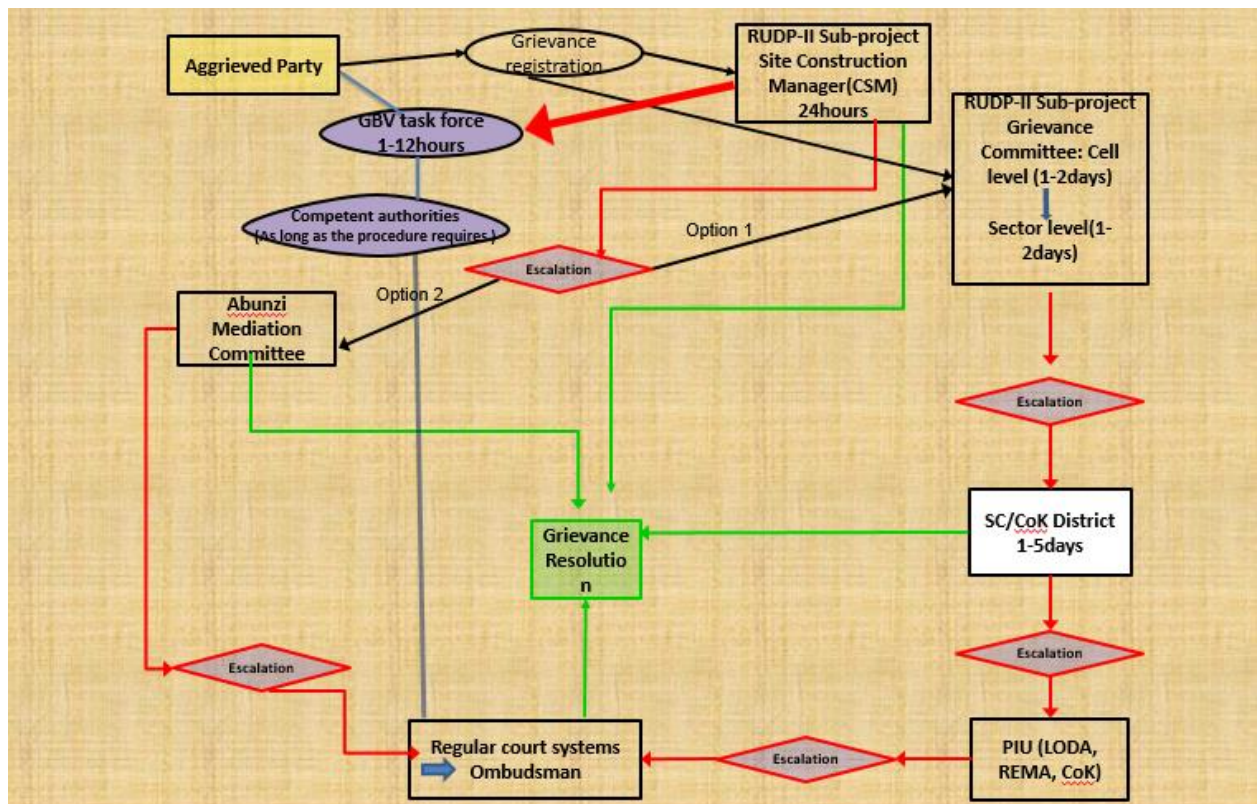 Aggrieved Party
Grievance
registration
RUDP-II Sub-project
Site Construction
Manager(CSM)
24hours
RUDP-II Sub-project
Grievance
Committee: Cell
level (1-2days)
Sector level(1-
2days)
GBV task force
1-12hours
Competent authorities
(As long as the procedure requires )
Option 1
Escalation
Option 2
Abunzi
Mediation
Committee
Escalation
SC/CoK District
1-5days
Grievance
Resolutio
n
Escalation
Escalation
Regular court systems
Ombudsman
Escalation
PIU (LODA,
REMA, CoK)